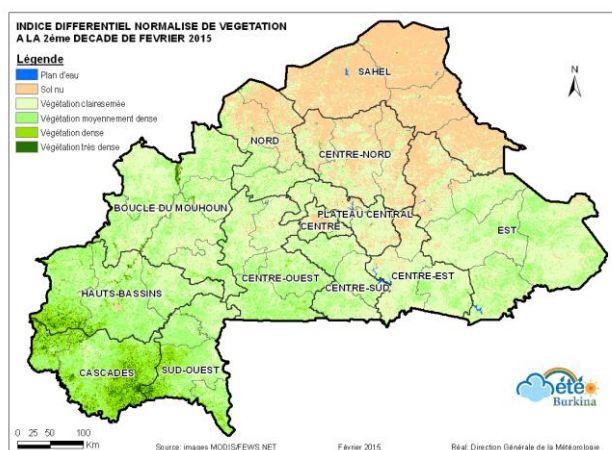 INDICE DIFFERENTIEL NORMALISE DE VEGETATION
A LA 2éme DECADE DE FEVRIER 2015
Légende
Plan d'eau
Sol nu
Végétation clairesemée
Végétation moyennement dense
Végétation dense
Végétation très dense
N
SAHEL
NORD
CENTRE-NORD
BOUCLE DU MOUHOUN
PLATEAU CENTRAL
CENTRE
EST
CENTRE-OUEST
CENTRE-EST
CENTRE-SUD
HAUTS-BASSINS
CASCADES
SUD-OUEST
été
Burkina
0 25 50 100
Km
Source: images MODIS/FEWS NET
Février 2015
Réal: Direction Générale de la Météorologie